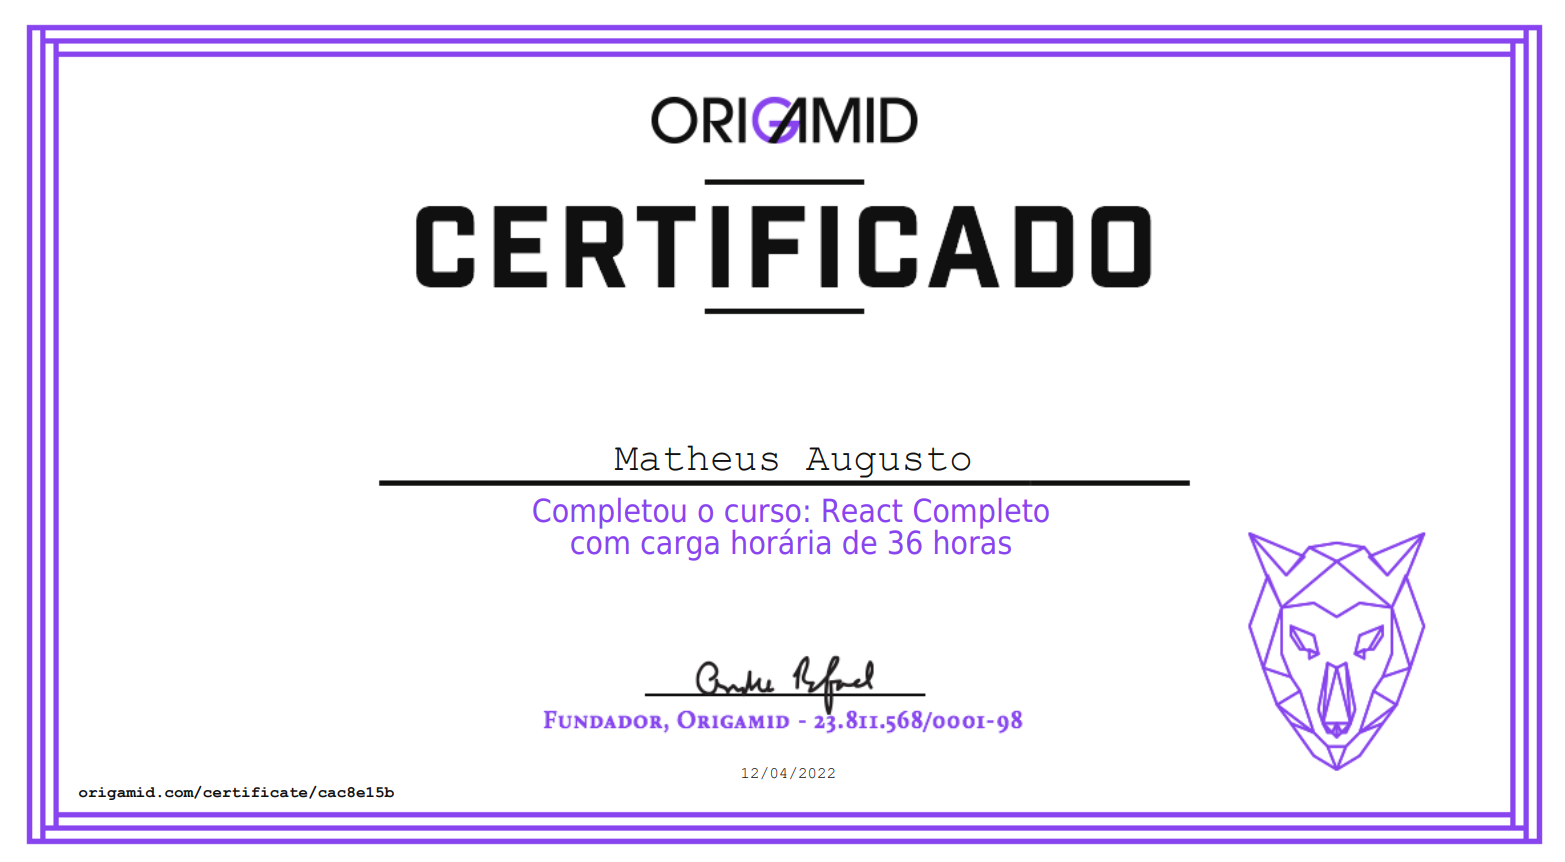 ORIGAMID
CERTIFICADO
Matheus Augusto
Completou o curso: React Completo
com carga horária de 36 horas
Andre Rafael
Fundador, Origamid - 23.811.568/0001-98
12/04/2022
origamid.com/certificate/cac8e15b